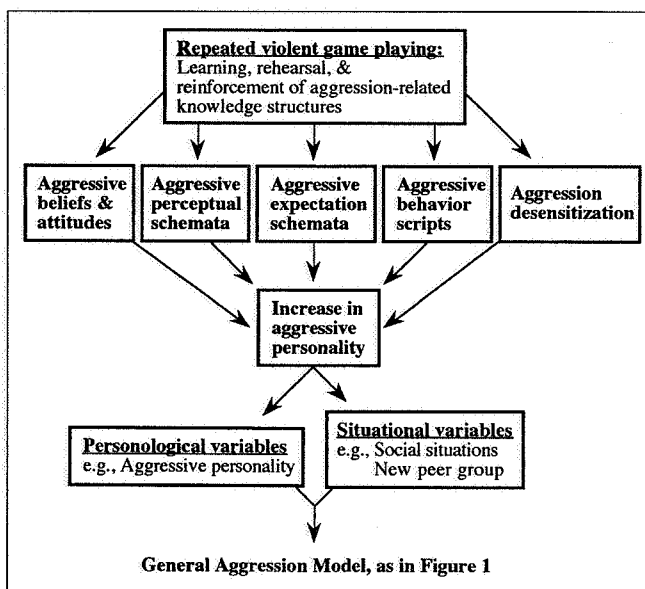 Repeated violent game playing:
Learning, rehearsal, &
reinforcement of aggression-related
knowledge structures
Aggressive
beliefs &
attitudes
Aggressive
perceptual
schemata
Aggressive
expectation
schemata
Aggressive
behavior
scripts
Aggression
desensitization
Increase in
aggressive
personality
Personological variables
e.g., Aggressive personality
Situational variables
e.g., Social situations
New peer group
General Aggression Model, as in Figure 1